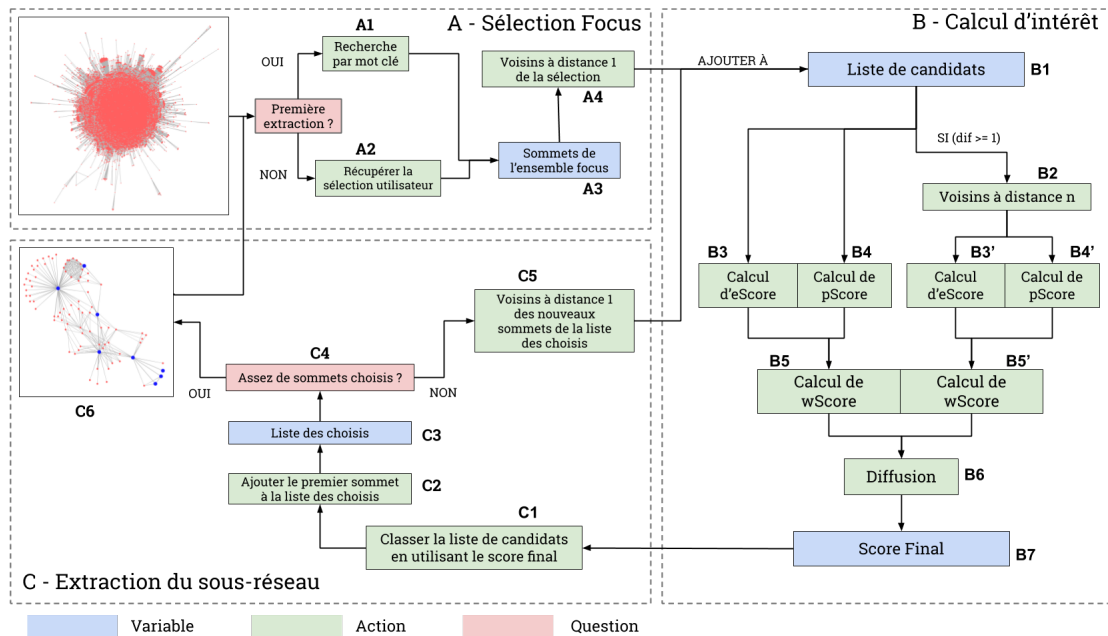 A - Sélection Focus
A1
Recherche
par mot clé
OUI
Première
extraction ?
NON
A2
Récupérer la
sélection utilisateur
Voisins à distance 1
de la sélection
A4
Sommets de
l'ensemble focus
A3
B - Calcul d'intérêt
AJOUTER À
Liste de candidats
B1
SI (dif >= 1)
B2
Voisins à distance n
B3
B4
B3'
B4'
Calcul
d'eScore
Calcul de
pScore
Calcul
d'eScore
Calcul de
pScore
B5
B5'
Calcul de
wScore
Calcul de
wScore
Diffusion
B6
Score Final
B7
C5
Voisins à distance 1
des nouveaux
sommets de la liste
des choisis
C4
Assez de sommets choisis ?
OUI
NON
C6
Liste des choisis
C3
Ajouter le premier sommet
à la liste des choisis
C2
C1
Classer la liste de candidats
en utilisant le score final
C - Extraction du sous-réseau
Variable
Action
Question